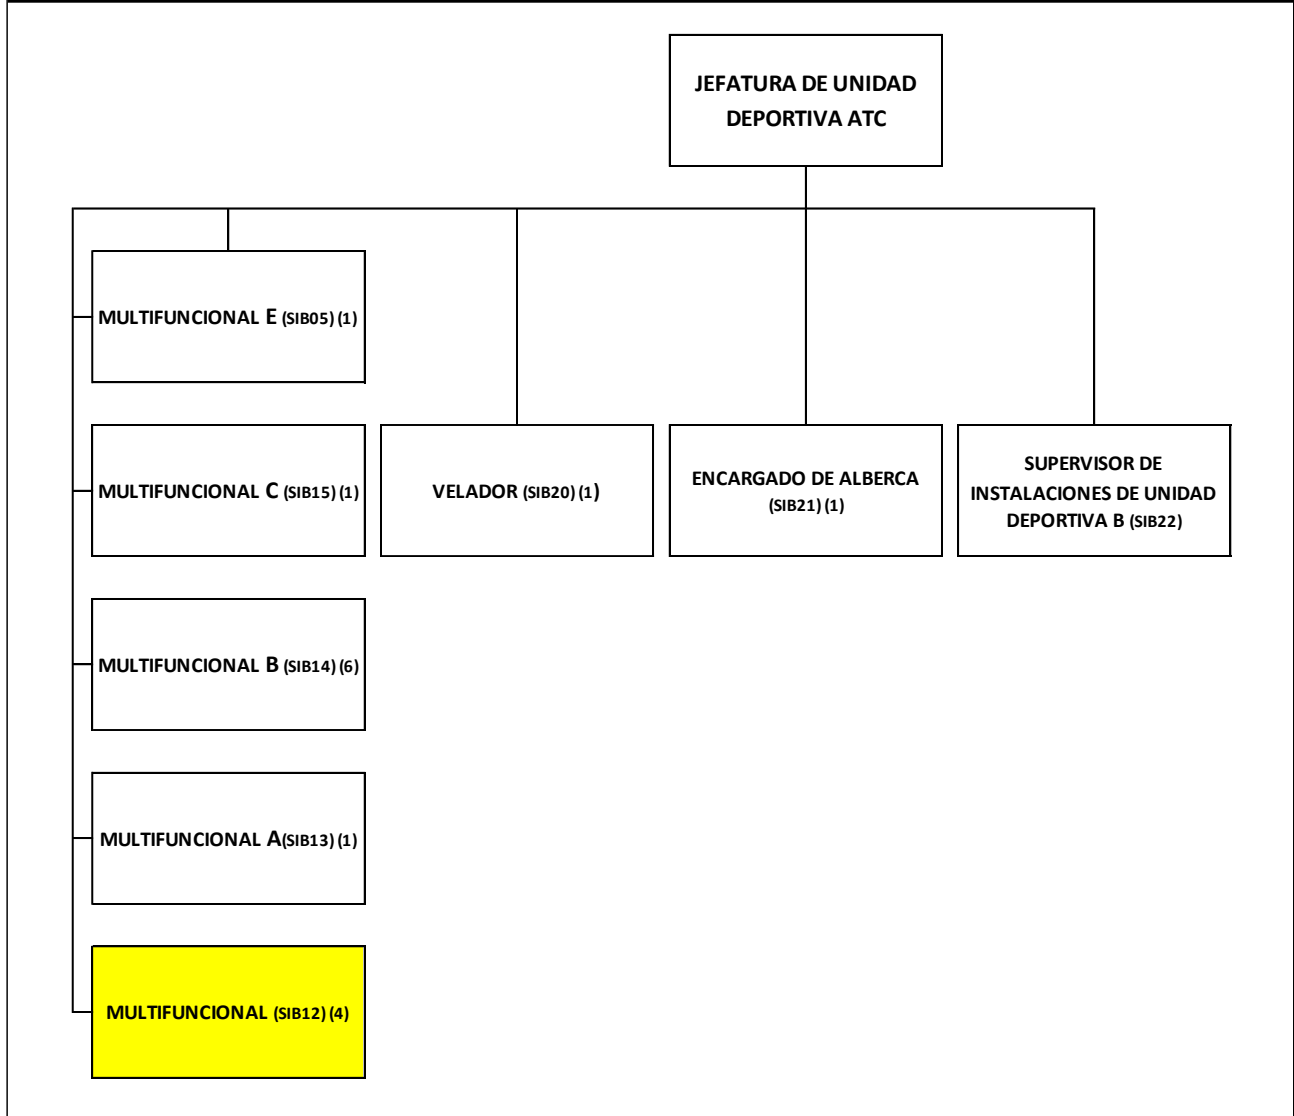 JEFATURA DE UNIDAD
DEPORTIVA ATC
MULTIFUNCIONAL E (SIB05) (1)
MULTIFUNCIONAL C (SIB15) (1)
VELADOR (SIB20) (1)
ENCARGADO DE ALBERCA
(SIB21) (1)
SUPERVISOR DE
INSTALACIONES DE UNIDAD
DEPORTIVA B (SIB22)
MULTIFUNCIONAL B (SIB14) (6)
MULTIFUNCIONAL A(SIB13) (1)
MULTIFUNCIONAL (SIB12) (4)